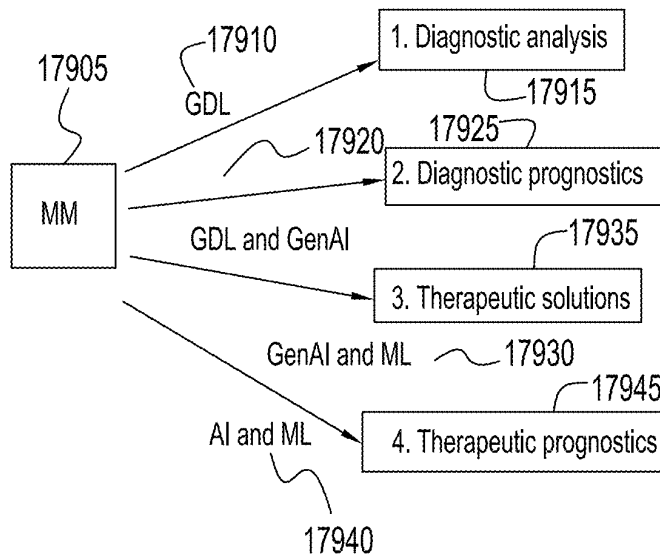 17910
1. Diagnostic analysis
17905
GDL
17915
17925
17920
2. Diagnostic prognostics
MM
GDL and GenAI
17935
3. Therapeutic solutions
GenAI and ML
17930
17945
AI and ML
4. Therapeutic prognostics
17940